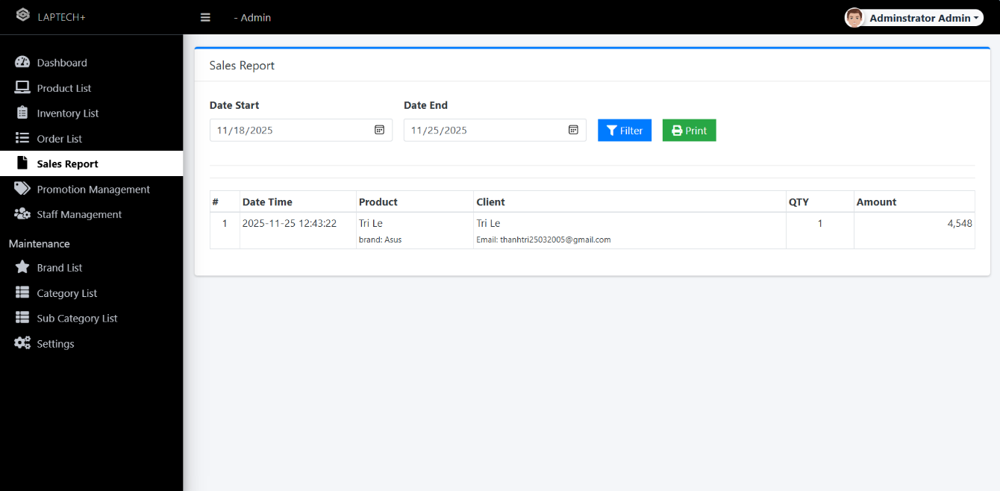 LAPTECH+
- Admin
Adminstrator Admin
Dashboard
Product List
Inventory List
Order List
Sales Report
Promotion Management
Staff Management
Maintenance
Brand List
Category List
Sub Category List
Settings
Sales Report
Date Start
Date End
11/18/2025
11/25/2025
Filter
Print
# Date Time Product Client QTY Amount
1 2025-11-25 12:43:22 Tri Le Tri Le 1 4,548
brand: Asus Email: thanhtri25032005@gmail.com